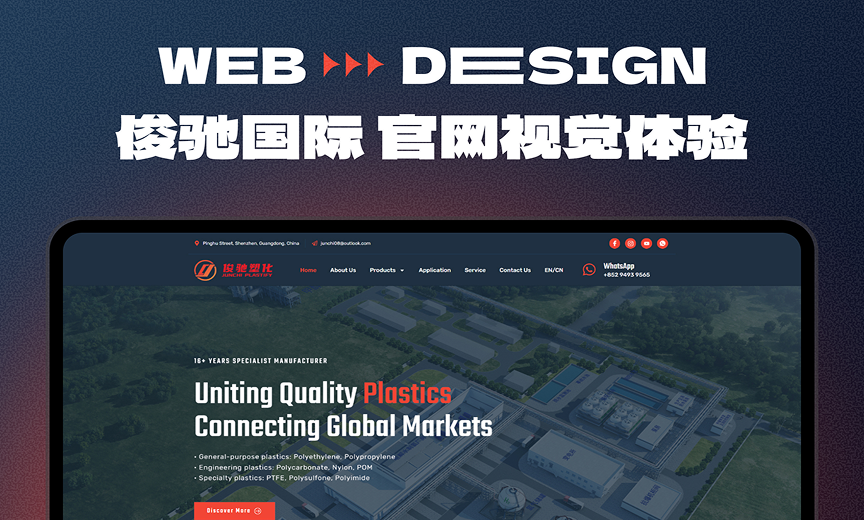 WEB DESIGN
俊驰国际 官网视觉体验
Pinghu Street, Shenzhen, Guangdong, China junchi08@outlook.com
俊驰塑化
JUNCHI PLASTIFY
Home About Us Products Application Service Contact Us EN/CN
WhatsApp
+852 9493 9565
16+ YEARS SPECIALIST MANUFACTURER
Uniting Quality Plastics
Connecting Global Markets
· General-purpose plastics: Polyethylene, Polypropylene
· Engineering plastics: Polycarbonate, Nylon, POM
· Specialty plastics: PTFE, Polysulfone, Polyimide
Discover More